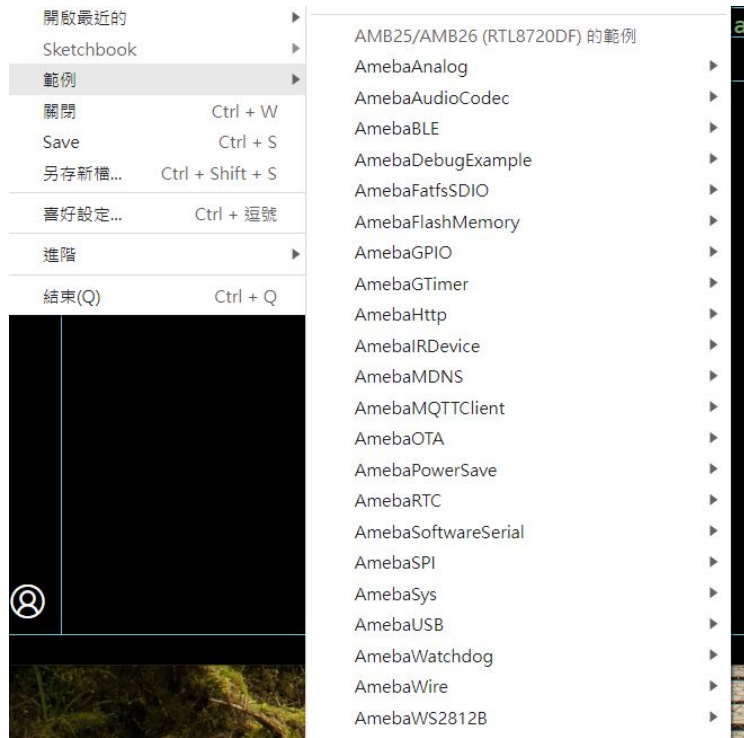 開啟最近的
Sketchbook
範例
關閉 Ctrl + W
Save Ctrl + S
另存新檔... Ctrl + Shift + S
喜好設定... Ctrl + 逗號
進階
結束(Q) Ctrl + Q
AMB25/AMB26 (RTL8720DF) 的範例
AmebaAnalog
AmebaAudioCodec
AmebaBLE
AmebaDebugExample
AmebaFatfsSDIO
AmebaFlashMemory
AmebaGPIO
AmebaGTimer
AmebaHttp
AmebaIRDevice
AmebaMDNS
AmebaMQTTClient
AmebaOTA
AmebaPowerSave
AmebaRTC
AmebaSoftwareSerial
AmebaSPI
AmebaSys
AmebaUSB
AmebaWatchdog
AmebaWire
AmebaWS2812B